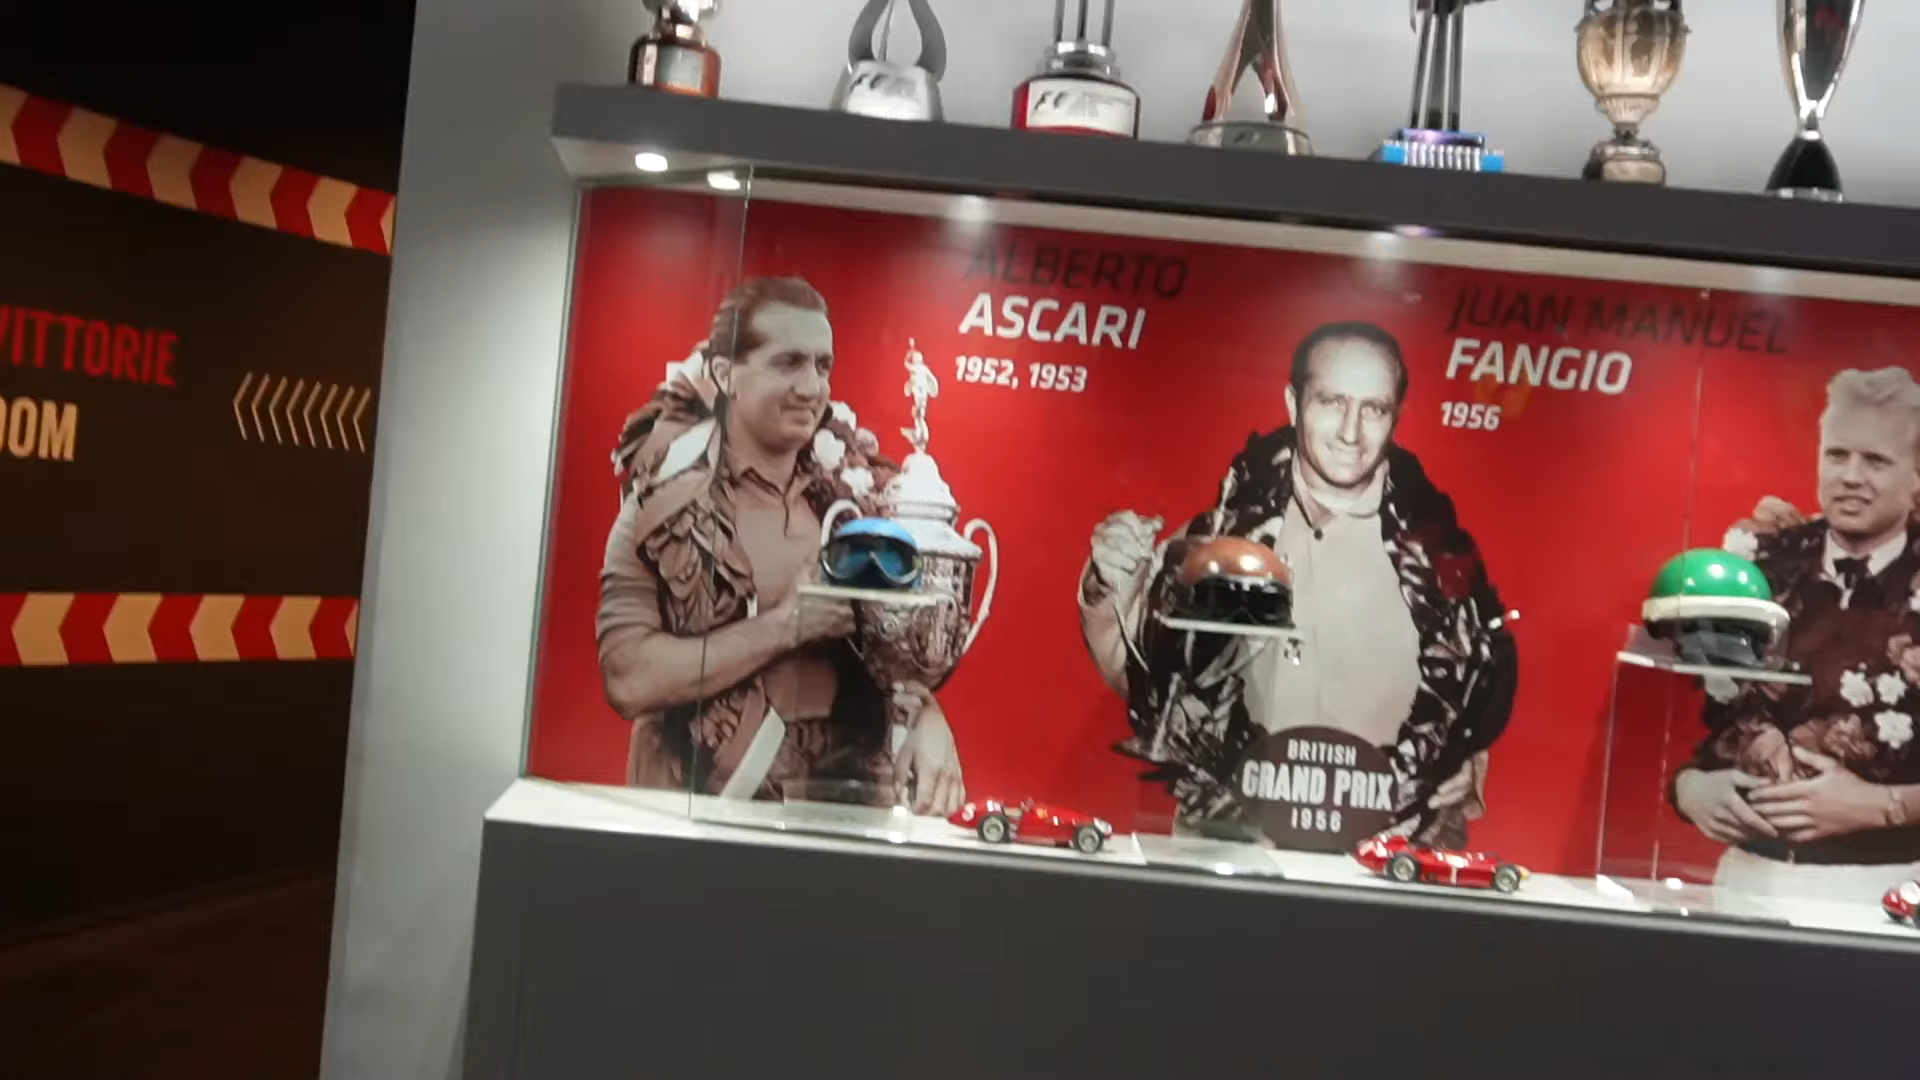 VITTORIE
OOM
ALBERTO
ASCARI
1952, 1953
JUAN MANUEL
FANGIO
1956
BRITISH
GRAND PRIX
1956